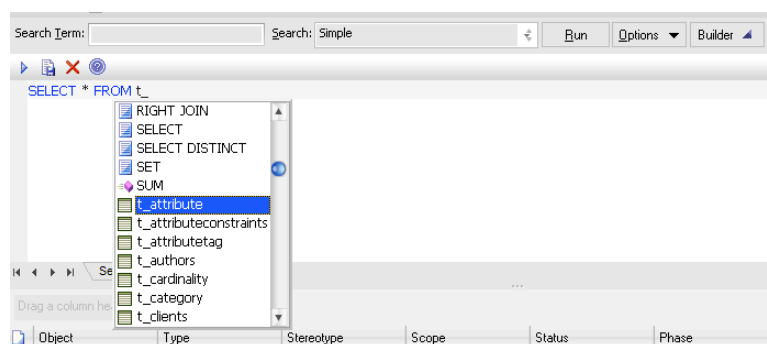 Search Term: Search: Simple Run Options Builder
SELECT * FROM t_
RIGHT JOIN
SELECT
SELECT DISTINCT
SET
SUM
t_attribute
t_attributeconstraints
t_attributetag
t_authors
t_cardinality
t_category
t_clients
Se
...
Drag a column he
Object Type Stereotype Scope Status Phase